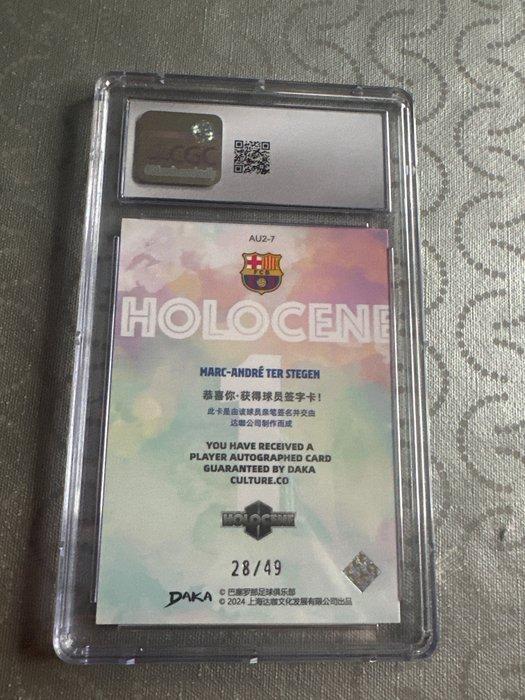 CGC
AU2-7
FCB
HOLOCENE
1
MARC-ANDRÉ TER STEGEN
恭喜你·获得球员签字卡！
此卡是由该球员亲笔签名并交由
达咖公司制作而成
YOU HAVE RECEIVED A
PLAYER AUTOGRAPHED CARD
GUARANTEED BY DAKA
CULTURE.CO
HOLOCENE
28/49
DAKA
© 巴塞罗那足球俱乐部
© 2024 上海达咖文化发展有限公司出品